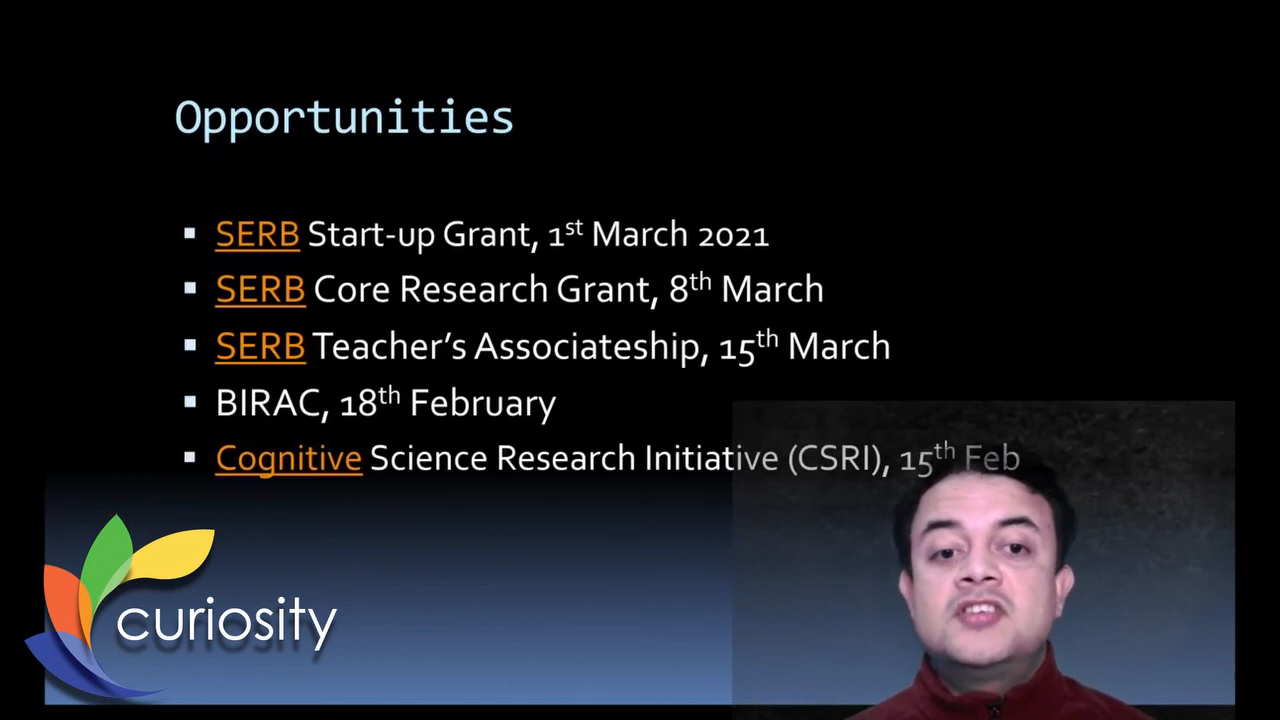 Opportunities
SERB Start-up Grant, 1st March 2021
SERB Core Research Grant, 8th March
SERB Teacher's Associateship, 15th March
BIRAC, 18th February
Cognitive Science Research Initiative (CSRI), 15th Feb
curiosity